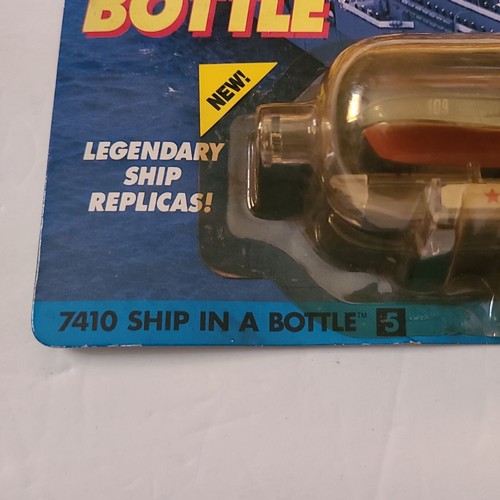 BOTTLE
NEW!
LEGENDARY
SHIP
REPLICAS!
7410 SHIP IN A BOTTLE™ 5